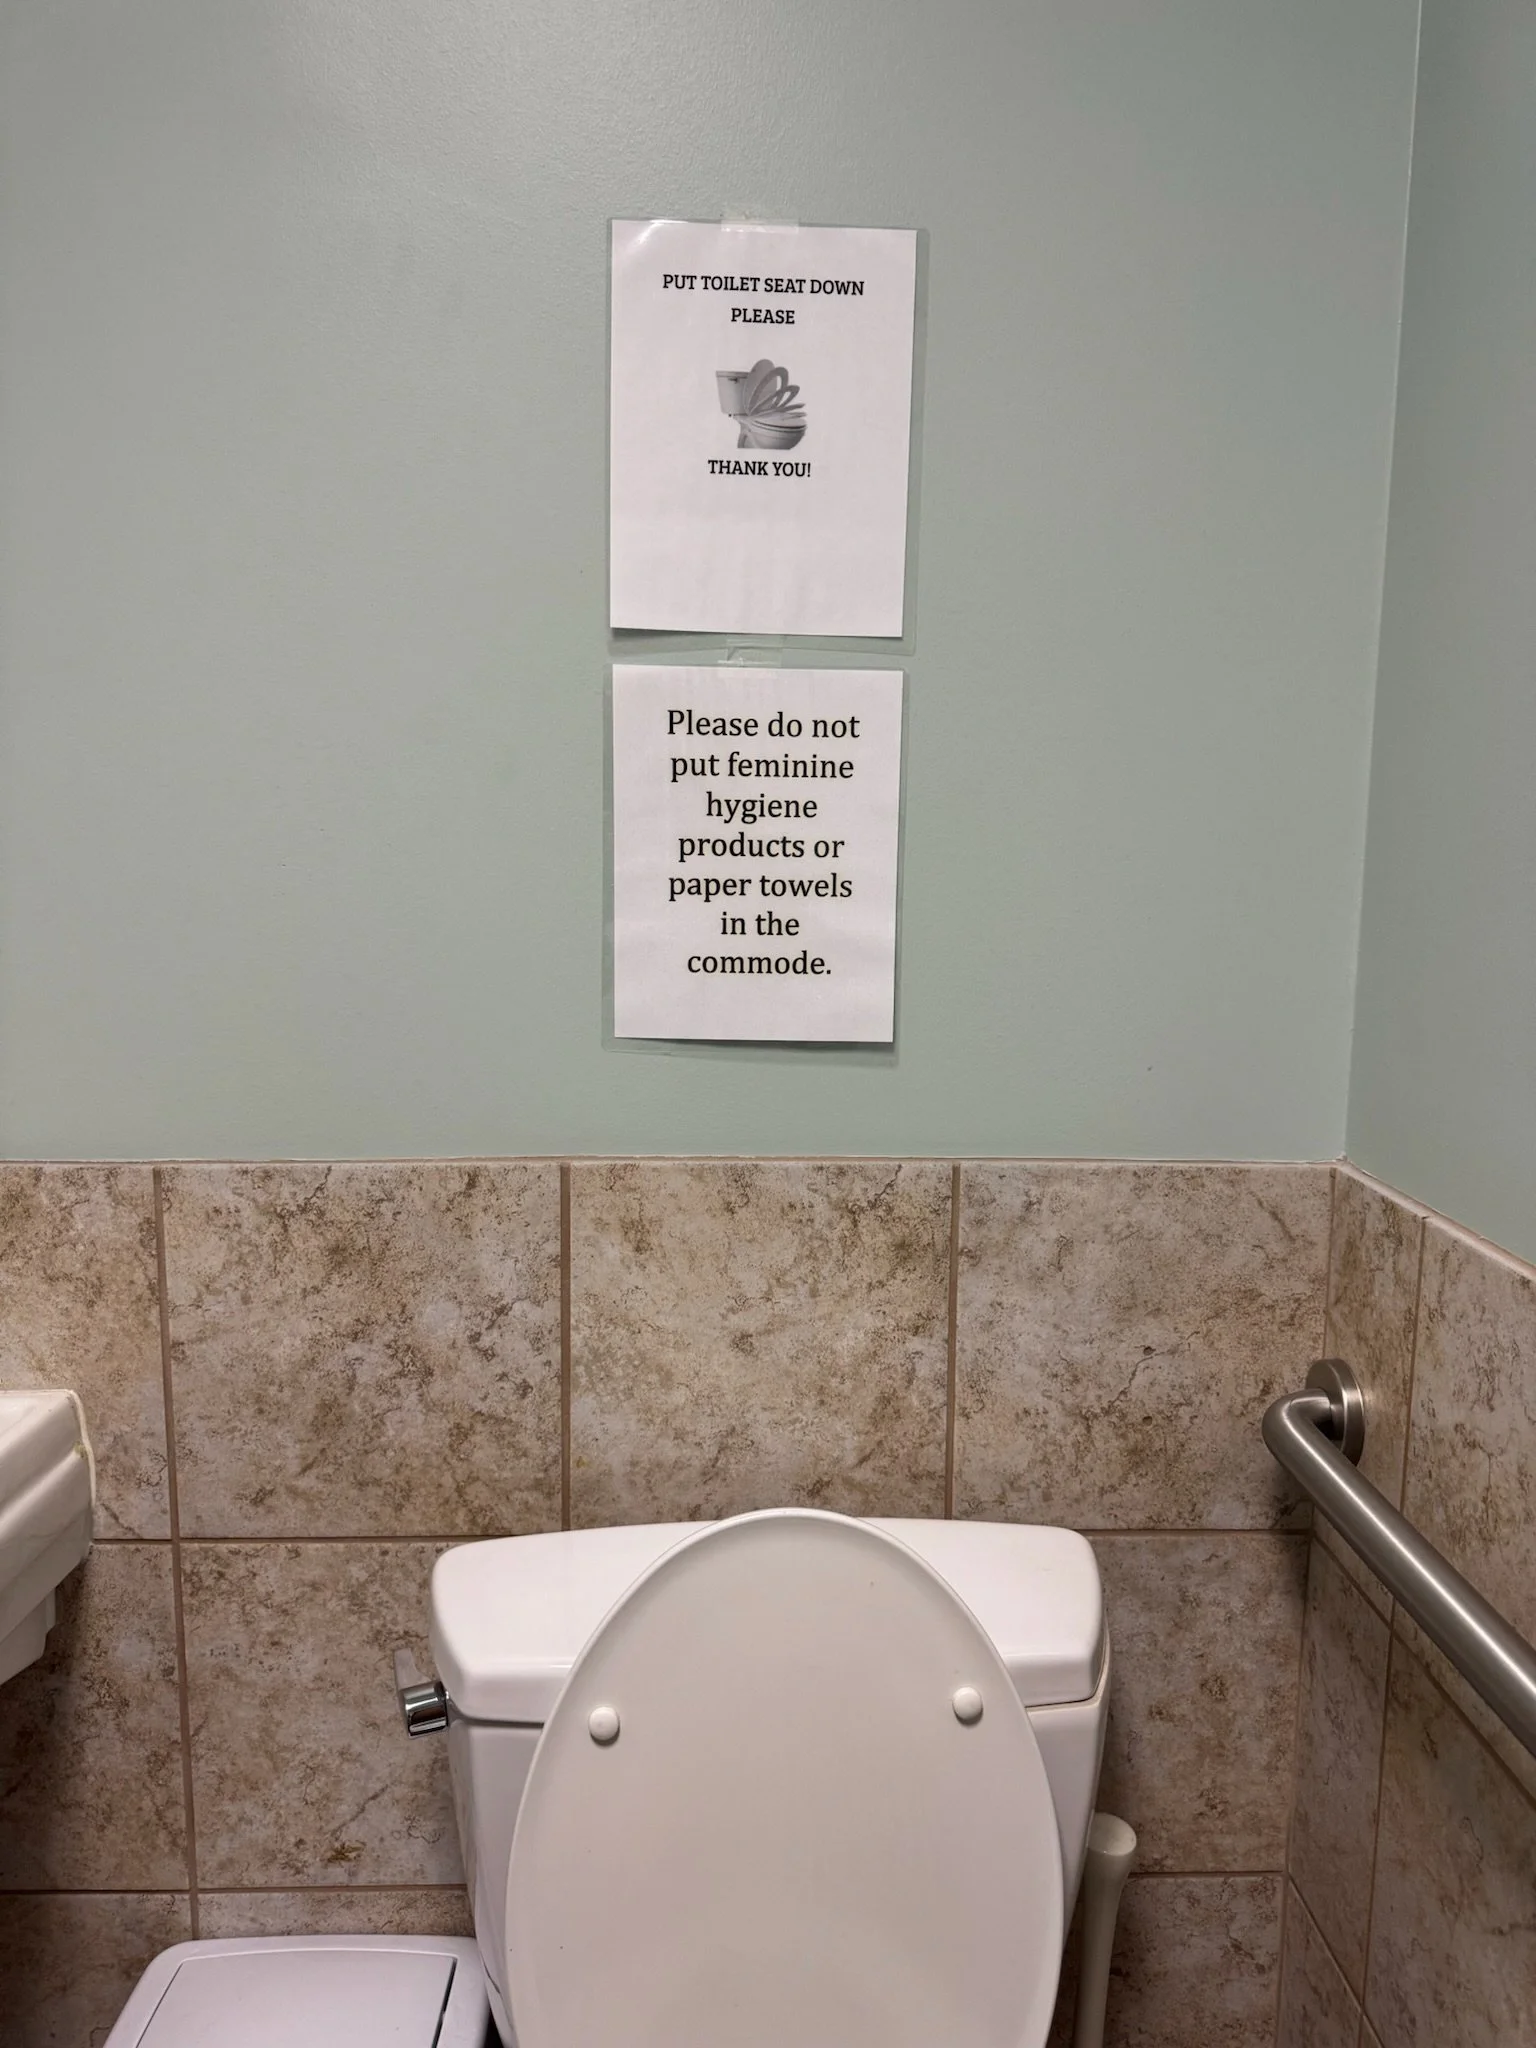 PUT TOILET SEAT DOWN
PLEASE
THANK YOU!
Please do not
put feminine
hygiene
products or
paper towels
in the
commode.